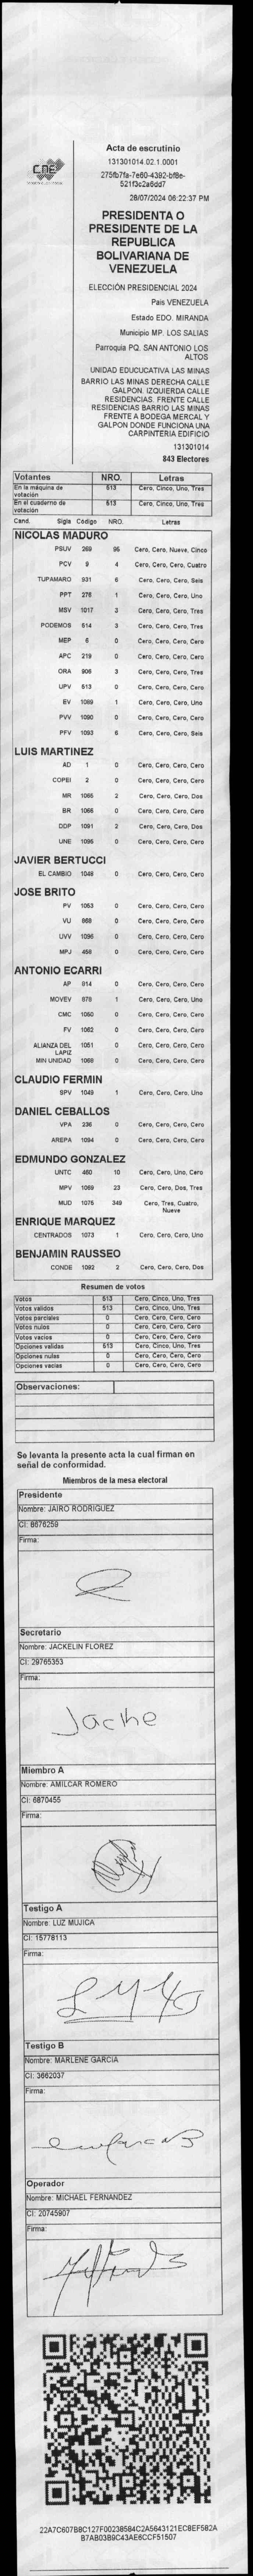 CNE
Acta de escrutinio
131301014.02.1.0001
275fb7fa-7e60-4392-bf8e-
521f3c2a6dd7
28/07/2024 06:22:37 PM
PRESIDENTA O
PRESIDENTE DE LA
REPUBLICA
BOLIVARIANA DE
VENEZUELA
ELECCIÓN PRESIDENCIAL 2024
Pais VENEZUELA
Estado EDO. MIRANDA
Municipio MP. LOS SALIAS
Parroquia PQ. SAN ANTONIO LOS
ALTOS
UNIDAD EDUCUCATIVA LAS MINAS
BARRIO LAS MINAS DERECHA CALLE
GALPON. IZQUIERDA CALLE
RESIDENCIAS. FRENTE CALLE
RESIDENCIAS BARRIO LAS MINAS
FRENTE A BODEGA MERCAL Y
GALPON DONDE FUNCIONA UNA
CARPINTERIA EDIFICIO
131301014
843 Electores
Votantes NRO. Letras
En la máquina de votación 513 Cero, Cinco, Uno, Tres
En el cuaderno de votación 513 Cero, Cinco, Uno, Tres
Cand. Sigla Código NRO. Letras
NICOLAS MADURO
PSUV 269 95 Cero, Cero, Nueve, Cinco
PCV 9 4 Cero, Cero, Cero, Cuatro
TUPAMARO 931 6 Cero, Cero, Cero, Seis
PPT 276 1 Cero, Cero, Cero, Uno
MSV 1017 3 Cero, Cero, Cero, Tres
PODEMOS 514 3 Cero, Cero, Cero, Tres
MEP 6 0 Cero, Cero, Cero, Cero
APC 219 0 Cero, Cero, Cero, Cero
ORA 906 3 Cero, Cero, Cero, Tres
UPV 513 0 Cero, Cero, Cero, Cero
EV 1089 1 Cero, Cero, Cero, Uno
PVV 1090 0 Cero, Cero, Cero, Cero
PFV 1093 6 Cero, Cero, Cero, Seis
LUIS MARTINEZ
AD 1 0 Cero, Cero, Cero, Cero
COPEI 2 0 Cero, Cero, Cero, Cero
MR 1065 2 Cero, Cero, Cero, Dos
BR 1066 0 Cero, Cero, Cero, Cero
DDP 1091 2 Cero, Cero, Cero, Dos
UNE 1095 0 Cero, Cero, Cero, Cero
JAVIER BERTUCCI
EL CAMBIO 1048 0 Cero, Cero, Cero, Cero
JOSE BRITO
PV 1053 0 Cero, Cero, Cero, Cero
VU 868 0 Cero, Cero, Cero, Cero
UVV 1096 0 Cero, Cero, Cero, Cero
MPJ 458 0 Cero, Cero, Cero, Cero
ANTONIO ECARRI
AP 814 0 Cero, Cero, Cero, Cero
MOVEV 878 1 Cero, Cero, Cero, Uno
CMC 1050 0 Cero, Cero, Cero, Cero
FV 1062 0 Cero, Cero, Cero, Cero
ALIANZA DEL LAPIZ 1051 0 Cero, Cero, Cero, Cero
MIN UNIDAD 1068 0 Cero, Cero, Cero, Cero
CLAUDIO FERMIN
SPV 1049 1 Cero, Cero, Cero, Uno
DANIEL CEBALLOS
VPA 236 0 Cero, Cero, Cero, Cero
AREPA 1094 0 Cero, Cero, Cero, Cero
EDMUNDO GONZALEZ
UNTC 460 10 Cero, Cero, Uno, Cero
MPV 1069 23 Cero, Cero, Dos, Tres
MUD 1075 349 Cero, Tres, Cuatro, Nueve
ENRIQUE MARQUEZ
CENTRADOS 1073 1 Cero, Cero, Cero, Uno
BENJAMIN RAUSSEO
CONDE 1092 2 Cero, Cero, Cero, Dos
Resumen de votos
Votos 513 Cero, Cinco, Uno, Tres
Votos validos 513 Cero, Cinco, Uno, Tres
Votos parciales 0 Cero, Cero, Cero, Cero
Votos nulos 0 Cero, Cero, Cero, Cero
Votos vacios 0 Cero, Cero, Cero, Cero
Opciones validas 513 Cero, Cinco, Uno, Tres
Opciones nulas 0 Cero, Cero, Cero, Cero
Opciones vacias 0 Cero, Cero, Cero, Cero
Observaciones:
Se levanta la presente acta la cual firman en
señal de conformidad.
Miembros de la mesa electoral
Presidente
Nombre: JAIRO RODRIGUEZ
CI: 6676259
Firma:
Secretario
Nombre: JACKELIN FLOREZ
CI: 29765353
Firma:
Jache
Miembro A
Nombre: AMILCAR ROMERO
CI: 6870455
Firma:
Testigo A
Nombre: LUZ MUJICA
CI: 15778113
Firma:
Testigo B
Nombre: MARLENE GARCIA
CI: 3662037
Firma:
Operador
Nombre: MICHAEL FERNANDEZ
CI: 20745907
Firma:
22A7C607B8C127F00238584C2A5643121EC8EF582A
B7AB03B9C43AE6CCF51507